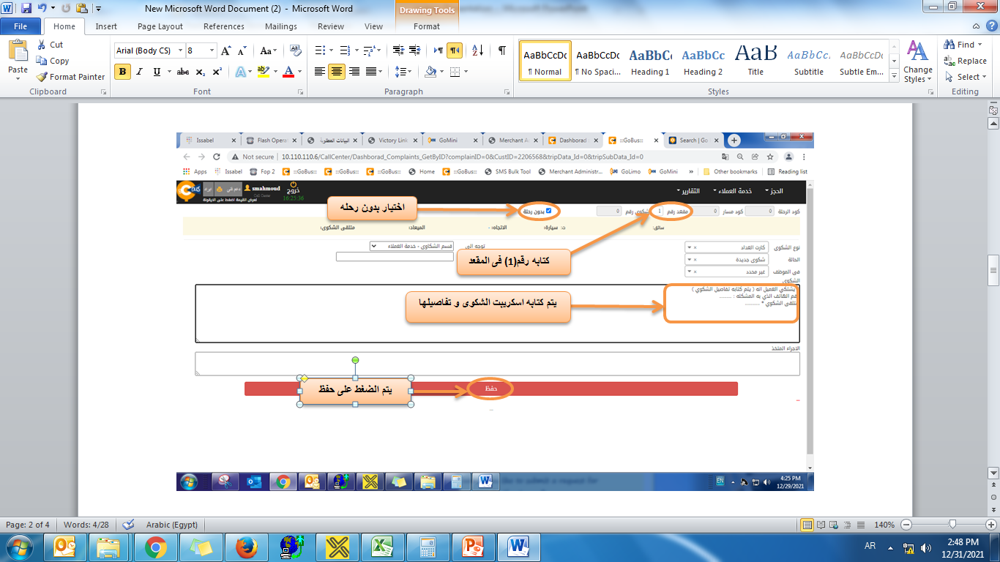 New Microsoft Word Document (2) - Microsoft Word
Drawing Tools
File Home Insert Page Layout References Mailings Review View Format
Paste
Cut
Copy
Format Painter
Clipboard
Arial (Body CS) 8
Font
Paragraph
AaBbCcDc AaBbCcDc AaBbCc AaBbCc AaB AaBbCc. AaBbCcDc
¶ Normal ¶ No Spaci... Heading 1 Heading 2 Title Subtitle Subtle Em...
Change Styles
Styles
Find
Replace
Select
Editing
Issabel Flash Operat Victory Link GoMini Merchant Ad Dashborad :::GoBus::: Search | Go
Not secure | 10.110.110.6/CallCenter/Dashborad_Complaints_GetByID?complainID=0&CustID=2206568&tripData_Id=0&tripSubData_Id=0
Apps Issabel Fop 2 :::GoBus::: :::GoBus::: :::GoBus::: Home :::GoBus::: SMS Bulk Tool Merchant Administr... GoLimo GoMini » Other bookmarks Reading list
الحجز خدمة العملاء التقارير
خروج
smahmoud
Call Center
16:25:36
لعرض القيمة اضغط على الايقونة
اختيار بدون رحله
كود الرحلة 0 كود مسار 0 مقعد رقم 1 شكوى رقم 0 بدون رحلة
سائق: ت: سيارة: الاتجاه: - الميعاد: متلقى الشكوى:
نوع الشكوى كارت العداد توجه الى قسم الشكاوى - خدمة العملاء
الحالة شكوى جديدة
فى الموظف غير محدد
كتابه رقم(1) فى المقعد
الشكوى
يشتكي العميل انه ( يتم كتابه تفاصيل الشكوي )
قم الهاتف الذي به المشكله : .........
تلقى الشكوي * ...........
يتم كتابه اسكريبت الشكوى و تفاصيلها
الاجراء المتخذ
حفظ
يتم الضغط على حفظ
EN
4:25 PM
12/29/2021
Page: 2 of 4 Words: 4/28 Arabic (Egypt) 140%
AR
2:48 PM
12/31/2021